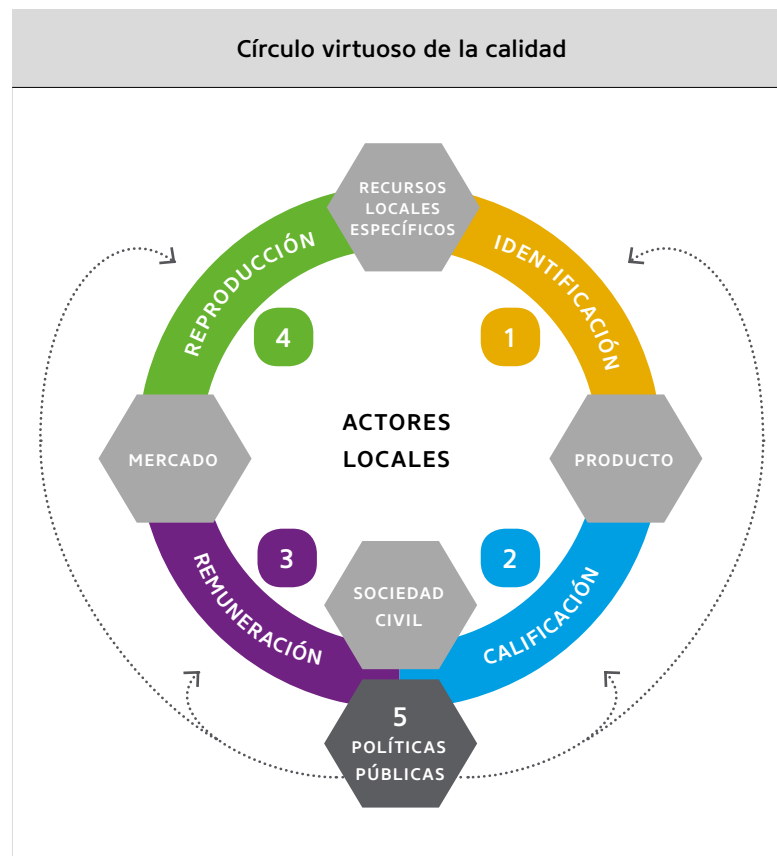 Círculo virtuoso de la calidad
RECURSOS
LOCALES
ESPECÍFICOS
IDENTIFICACIÓN
1
PRODUCTO
CALIFICACIÓN
2
SOCIEDAD
CIVIL
REMUNERACIÓN
3
MERCADO
REPRODUCCIÓN
4
ACTORES
LOCALES
5
POLÍTICAS
PÚBLICAS